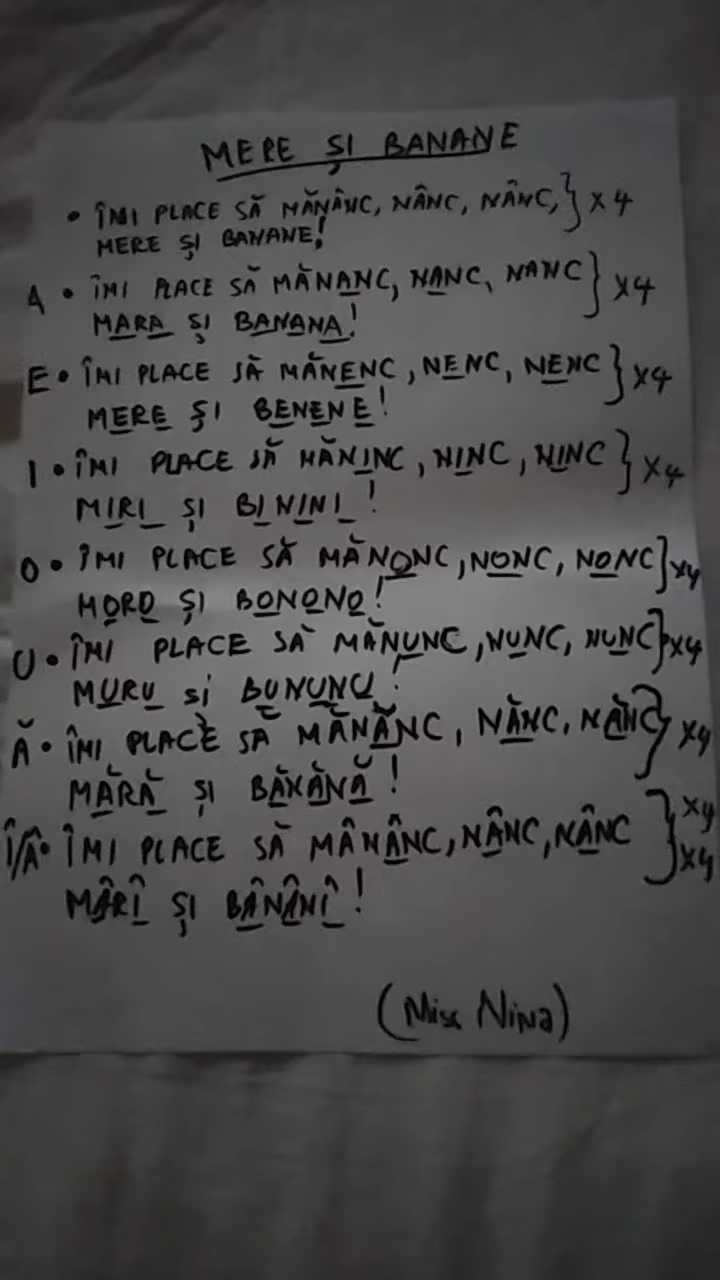 MERE ȘI BANANE
• ÎMI PLACE SĂ MĂNÂNC, NÂNC, NÂNC, } X 4
MERE ȘI BANANE!
A • ÎMI PLACE SĂ MĂNANC, NANC, NANC } X4
MARA ȘI BANANA!
E • ÎMI PLACE SĂ MĂNENC, NENC, NENC } X4
MERE ȘI BENENE!
I • ÎMI PLACE SĂ MĂNINC, NINC, NINC } X4
MIRI ȘI BININI!
O • ÎMI PLACE SĂ MĂNONC, NONC, NONC } X4
MORO ȘI BONONO!
U • ÎMI PLACE SĂ MĂNUNC, NUNC, NUNC } X4
MURU și BUNUNU!
Ă • ÎMI PLACE SĂ MĂNĂNC, NĂNC, NĂNC } X4
MĂRĂ ȘI BĂNĂNĂ!
Î/Â • ÎMI PLACE SĂ MÂNÂNC, NÂNC, NÂNC } X4
X4
MÂRÎ ȘI BÂNÂNÎ!
(Miss Nina)